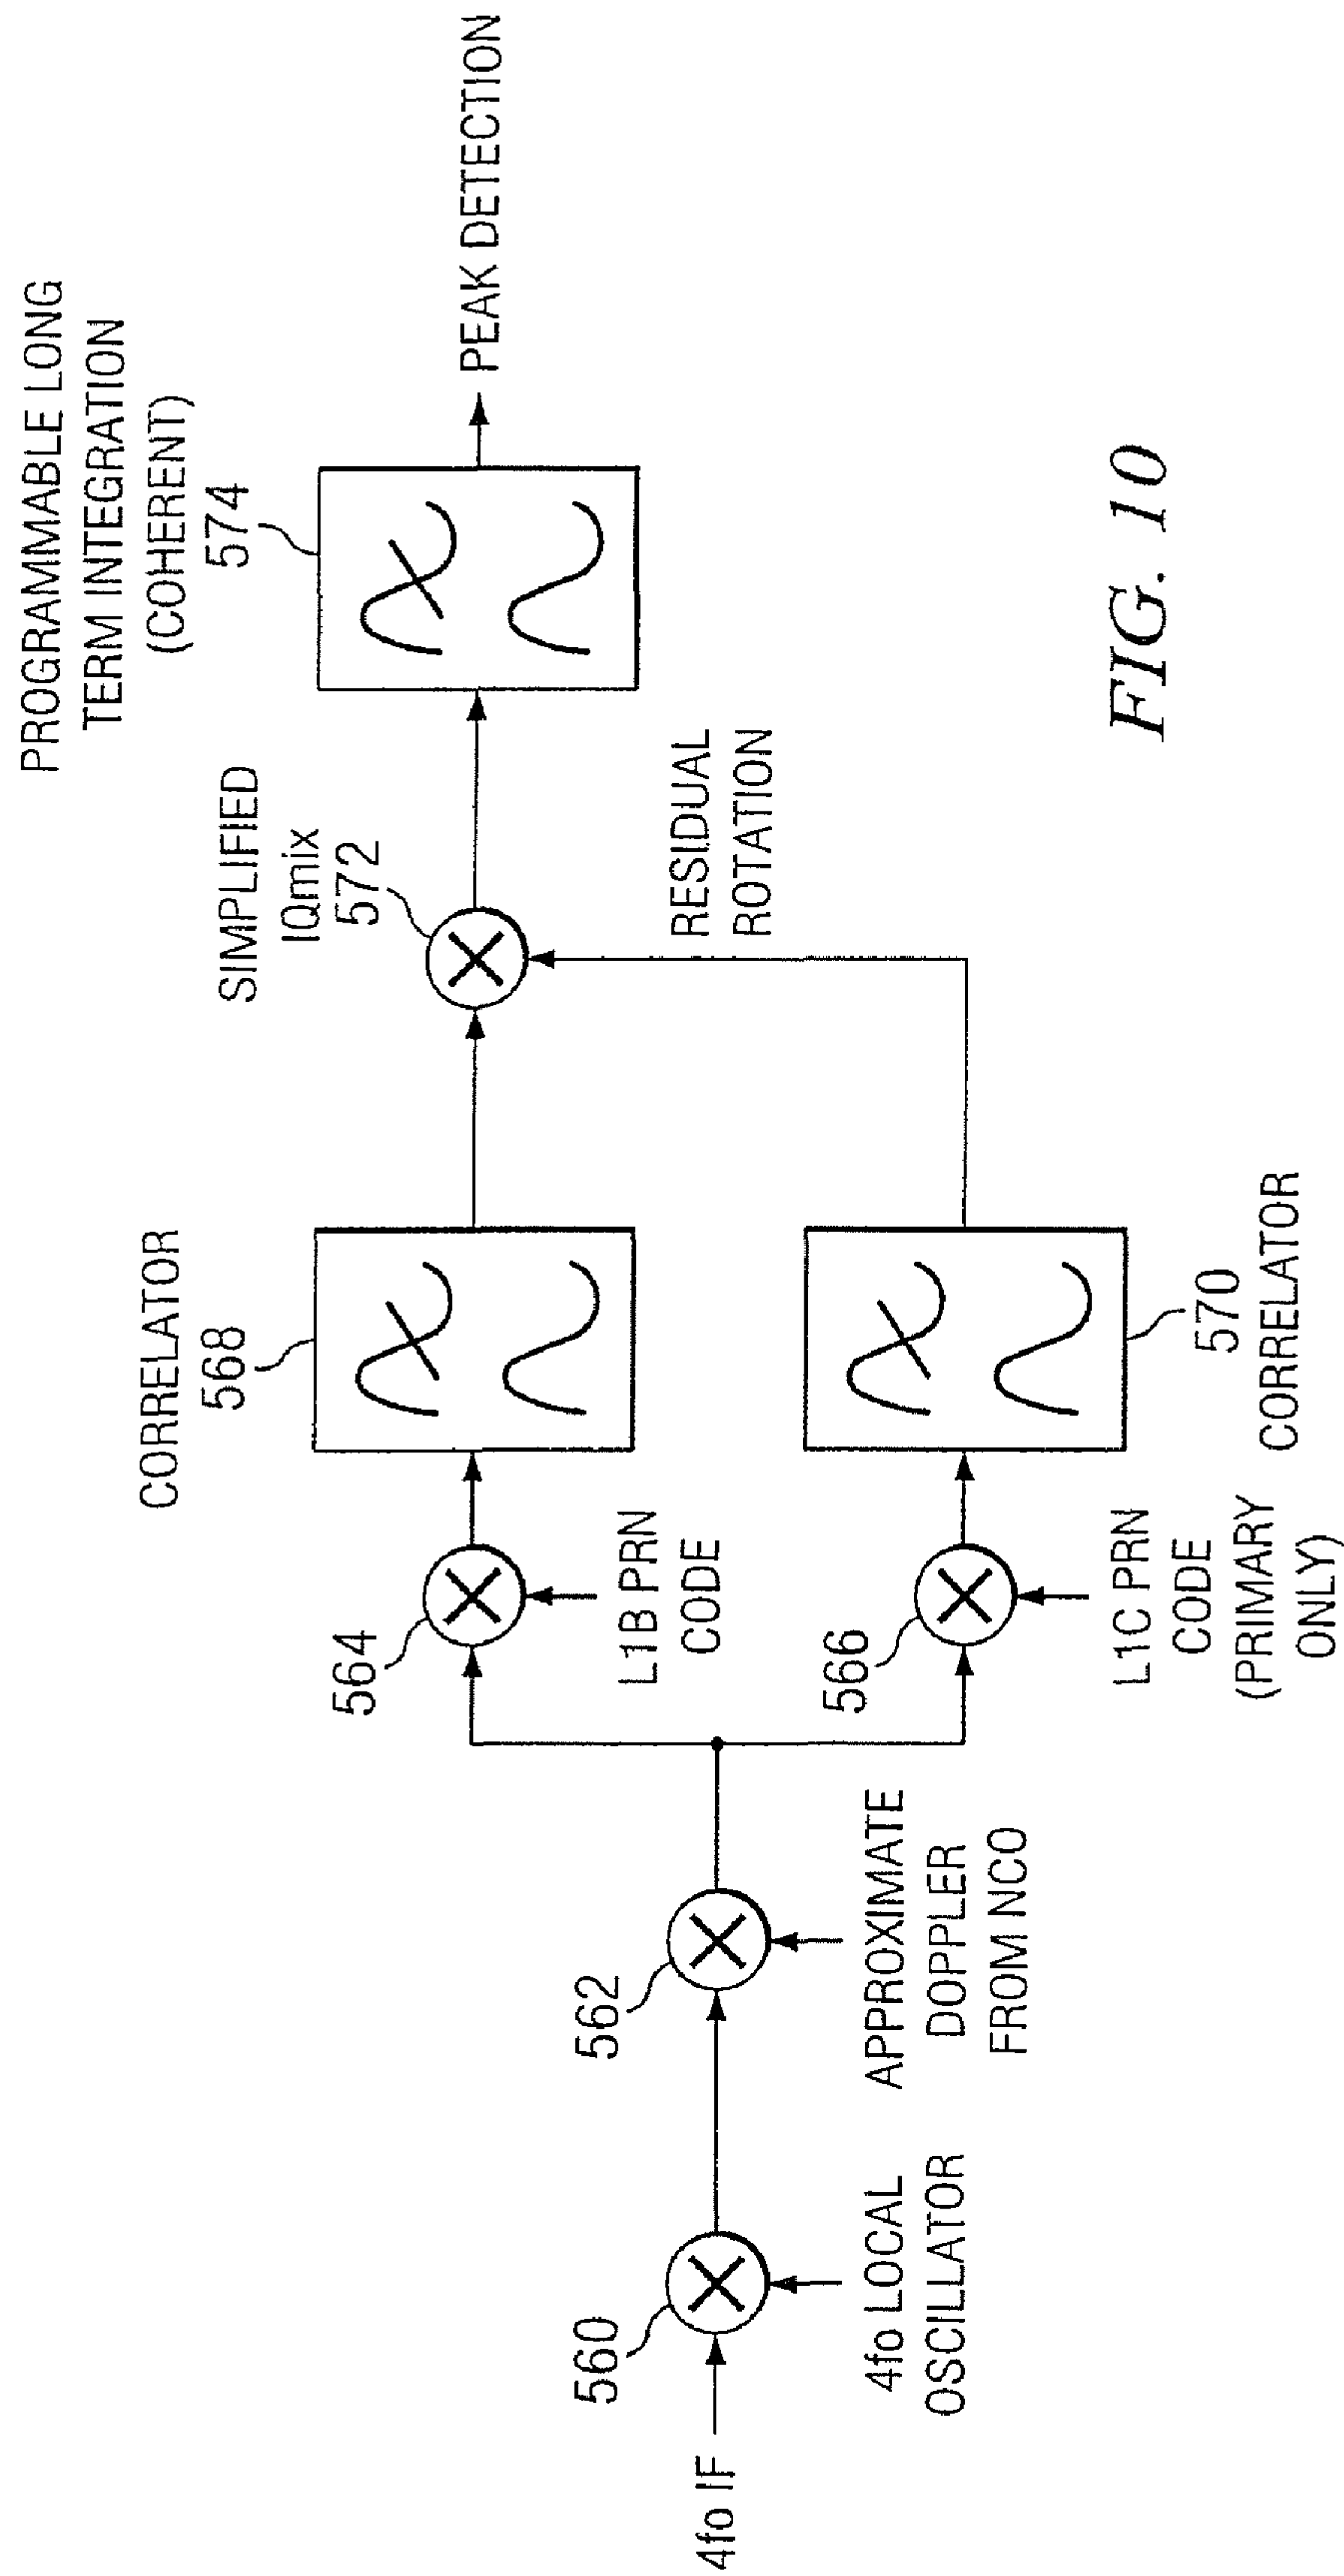 4fo IF
560
4fo LOCAL
OSCILLATOR
562
APPROXIMATE
DOPPLER
FROM NCO
564
L1B PRN
CODE
566
L1C PRN
CODE
(PRIMARY
ONLY)
CORRELATOR
568
570
CORRELATOR
SIMPLIFIED
IQmix
572
RESIDUAL
ROTATION
PROGRAMMABLE LONG
TERM INTEGRATION
(COHERENT)
574
PEAK DETECTION
FIG. 10